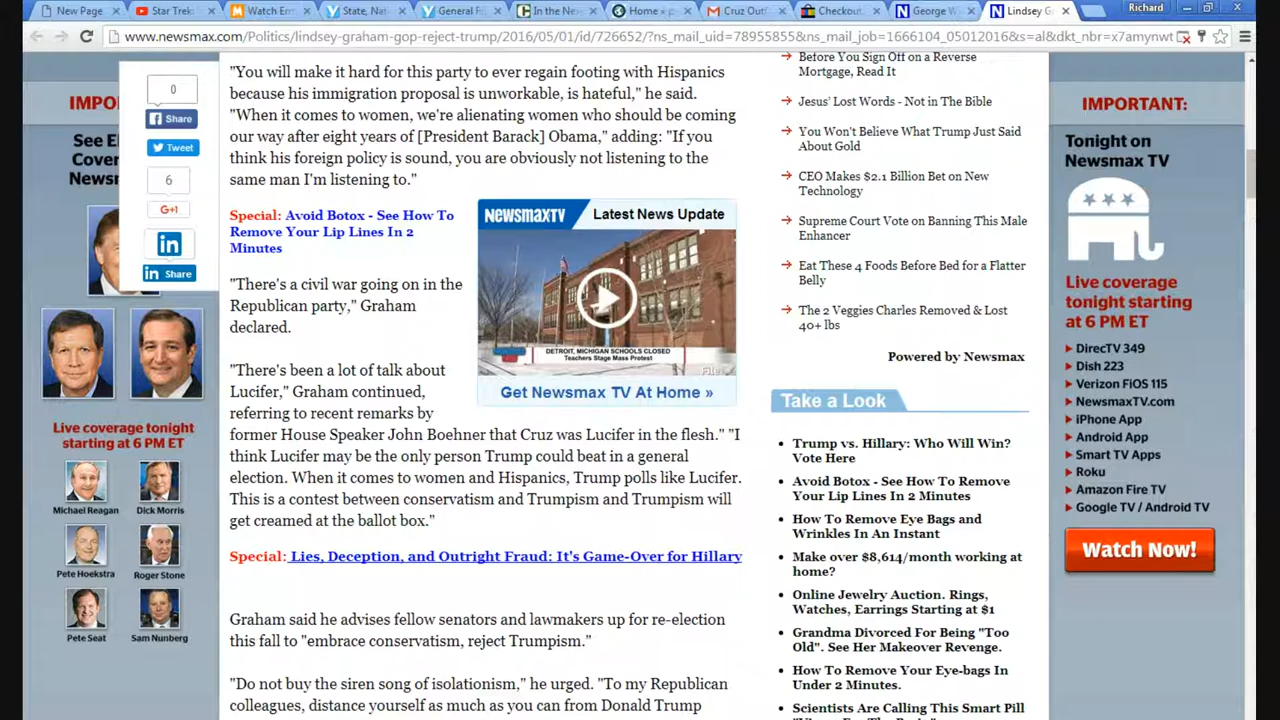 New Page
Star Trek:
Watch Em
State, Nat
General Fi
In the Ne
Home » p
Cruz Outf
Checkout
George W
Lindsey G
Richard
www.newsmax.com/Politics/lindsey-graham-gop-reject-trump/2016/05/01/id/726652/?ns_mail_uid=78955855&ns_mail_job=1666104_05012016&s=al&dkt_nbr=x7amynwt
IMPO
See El
Cove
Newsm
Live coverage tonight
starting at 6 PM ET
Michael Reagan
Dick Morris
Pete Hoekstra
Roger Stone
Pete Seat
Sam Nunberg
0
Share
Tweet
6
G+1
in
in Share
"You will make it hard for this party to ever regain footing with Hispanics
because his immigration proposal is unworkable, is hateful," he said.
"When it comes to women, we're alienating women who should be coming
our way after eight years of [President Barack] Obama," adding: "If you
think his foreign policy is sound, you are obviously not listening to the
same man I'm listening to."
Special: Avoid Botox - See How To
Remove Your Lip Lines In 2
Minutes
"There's a civil war going on in the
Republican party," Graham
declared.
"There's been a lot of talk about
Lucifer," Graham continued,
referring to recent remarks by
former House Speaker John Boehner that Cruz was Lucifer in the flesh." "I
think Lucifer may be the only person Trump could beat in a general
election. When it comes to women and Hispanics, Trump polls like Lucifer.
This is a contest between conservatism and Trumpism and Trumpism will
get creamed at the ballot box."
Special: Lies, Deception, and Outright Fraud: It's Game-Over for Hillary
Graham said he advises fellow senators and lawmakers up for re-election
this fall to "embrace conservatism, reject Trumpism."
"Do not buy the siren song of isolationism," he urged. "To my Republican
colleagues, distance yourself as much as you can from Donald Trump
NEWSMAXTV Latest News Update
DETROIT, MICHIGAN SCHOOLS CLOSED
Teachers Stage Mass Protest
File
Get Newsmax TV At Home »
Before You Sign Off on a Reverse
Mortgage, Read It
Jesus' Lost Words - Not in The Bible
You Won't Believe What Trump Just Said
About Gold
CEO Makes $2.1 Billion Bet on New
Technology
Supreme Court Vote on Banning This Male
Enhancer
Eat These 4 Foods Before Bed for a Flatter
Belly
The 2 Veggies Charles Removed & Lost
40+ lbs
Powered by Newsmax
Take a Look
Trump vs. Hillary: Who Will Win?
Vote Here
Avoid Botox - See How To Remove
Your Lip Lines In 2 Minutes
How To Remove Eye Bags and
Wrinkles In An Instant
Make over $8,614/month working at
home?
Online Jewelry Auction. Rings,
Watches, Earrings Starting at $1
Grandma Divorced For Being "Too
Old". See Her Makeover Revenge.
How To Remove Your Eye-bags In
Under 2 Minutes.
Scientists Are Calling This Smart Pill
IMPORTANT:
Tonight on
Newsmax TV
Live coverage
tonight starting
at 6 PM ET
DirecTV 349
Dish 223
Verizon FiOS 115
NewsmaxTV.com
iPhone App
Android App
Smart TV Apps
Roku
Amazon Fire TV
Google TV / Android TV
Watch Now!